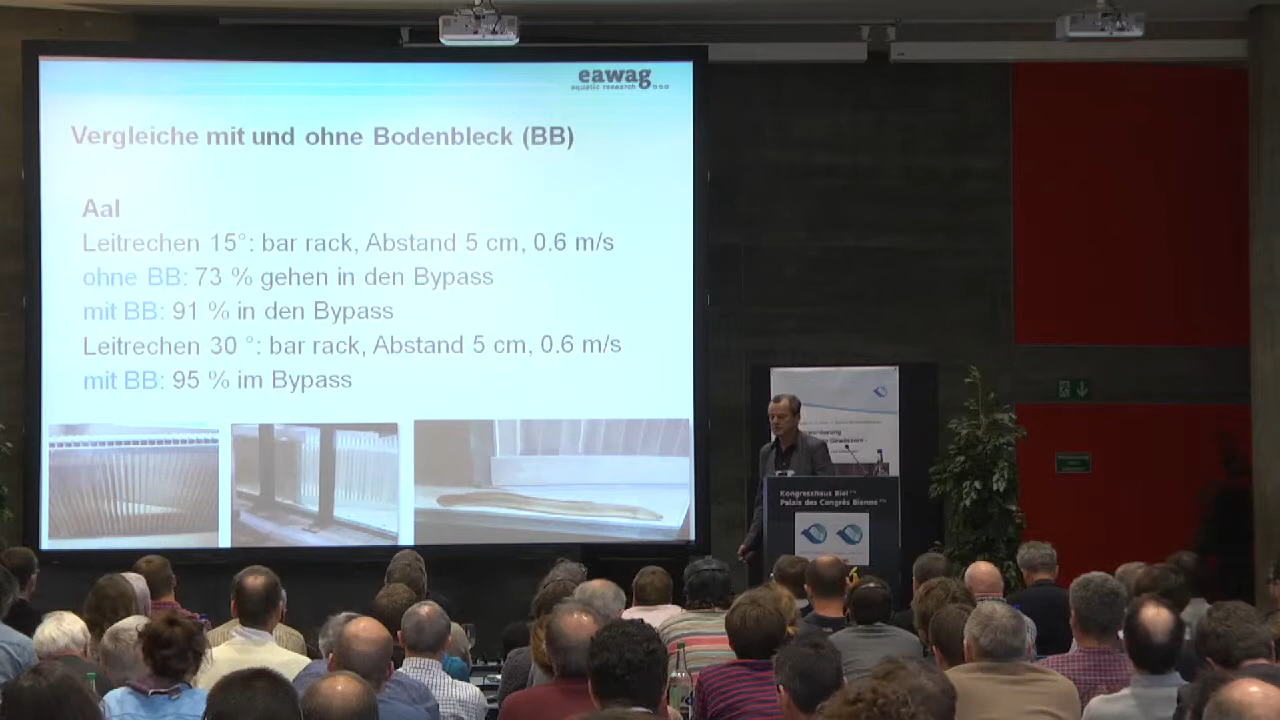 eawag
aquatic research
Vergleiche mit und ohne Bodenbleck (BB)
Aal
Leitrechen 15°: bar rack, Abstand 5 cm, 0.6 m/s
ohne BB: 73 % gehen in den Bypass
mit BB: 91 % in den Bypass
Leitrechen 30 °: bar rack, Abstand 5 cm, 0.6 m/s
mit BB: 95 % im Bypass
Kongresshaus Biel
Palais des Congrès Bienne